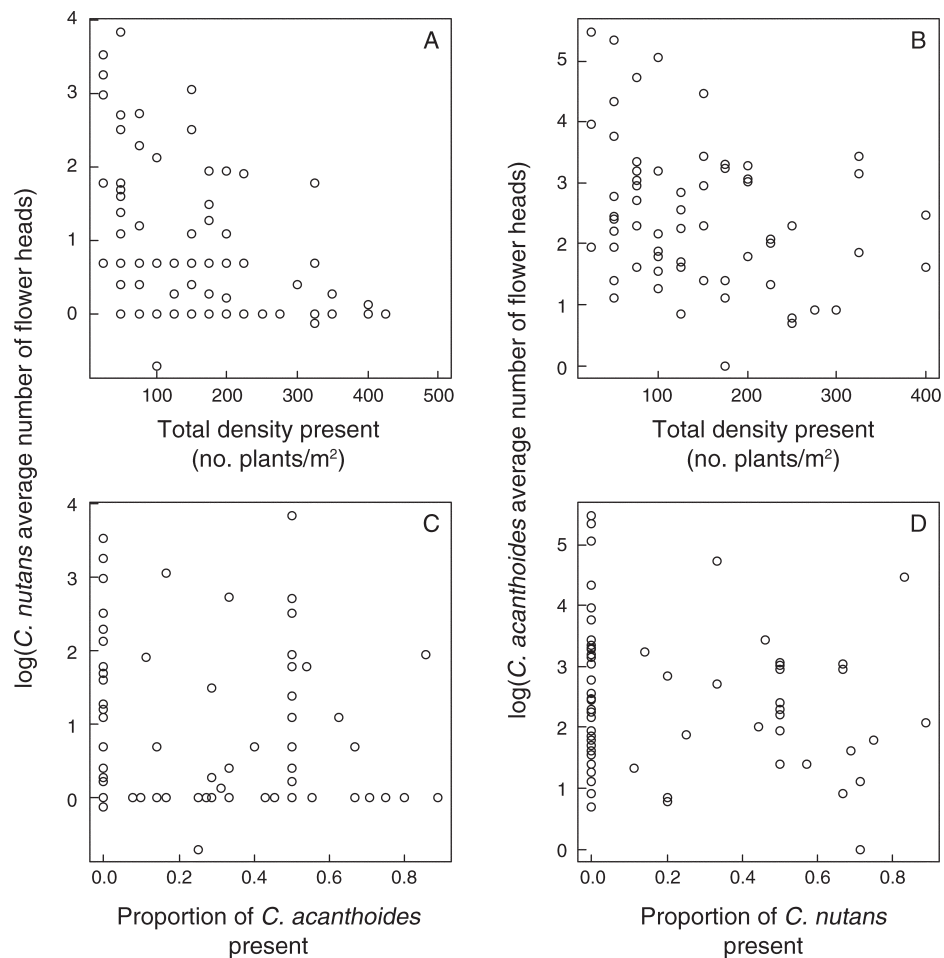 log(C. nutans average number of flower heads)
4
3
2
1
0
A
100 200 300 400 500
Total density present
(no. plants/m²)
log(C. acanthoides average number of flower heads)
5
4
3
2
1
0
B
100 200 300 400
Total density present
(no. plants/m²)
4
3
2
1
0
C
0.0 0.2 0.4 0.6 0.8
Proportion of C. acanthoides
present
5
4
3
2
1
0
D
0.0 0.2 0.4 0.6 0.8
Proportion of C. nutans
present